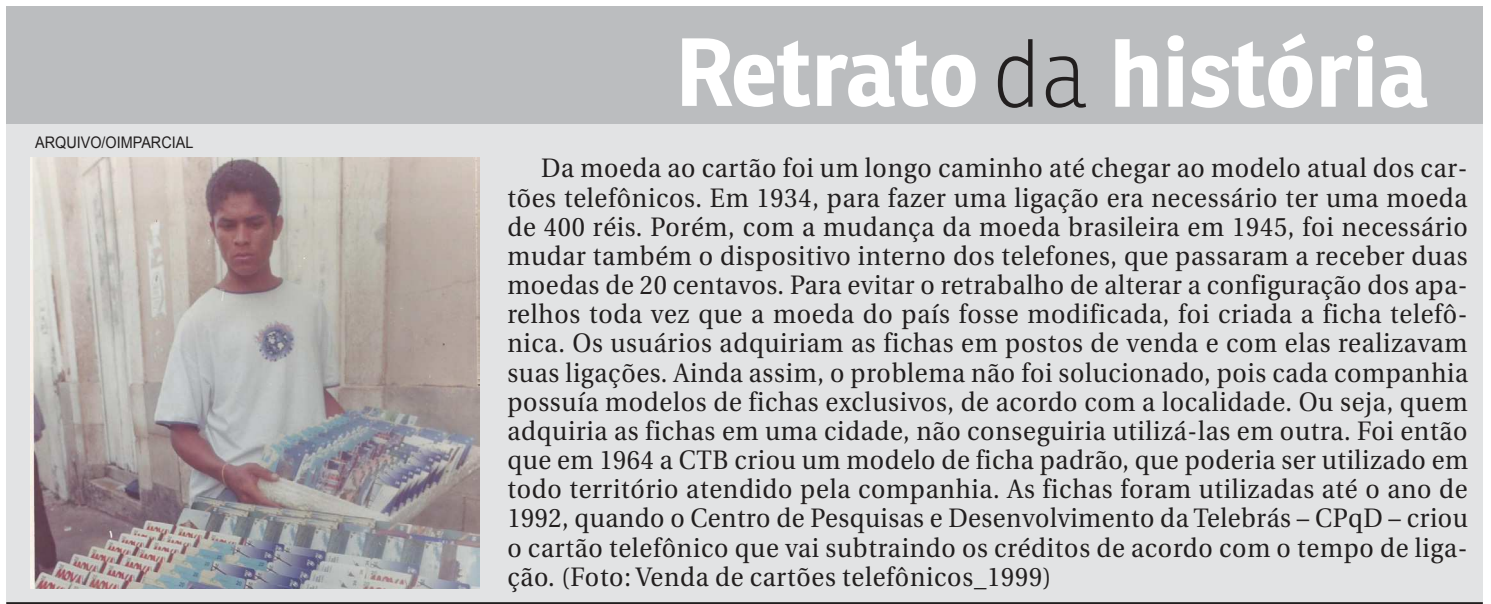 Retrato da história
ARQUIVO/OIMPARCIAL
Da moeda ao cartão foi um longo caminho até chegar ao modelo atual dos car-
tões telefônicos. Em 1934, para fazer uma ligação era necessário ter uma moeda
de 400 réis. Porém, com a mudança da moeda brasileira em 1945, foi necessário
mudar também o dispositivo interno dos telefones, que passaram a receber duas
moedas de 20 centavos. Para evitar o retrabalho de alterar a configuração dos apa-
relhos toda vez que a moeda do país fosse modificada, foi criada a ficha telefô-
nica. Os usuários adquiriam as fichas em postos de venda e com elas realizavam
suas ligações. Ainda assim, o problema não foi solucionado, pois cada companhia
possuía modelos de fichas exclusivos, de acordo com a localidade. Ou seja, quem
adquiria as fichas em uma cidade, não conseguiria utilizá-las em outra. Foi então
que em 1964 a CTB criou um modelo de ficha padrão, que poderia ser utilizado em
todo território atendido pela companhia. As fichas foram utilizadas até o ano de
1992, quando o Centro de Pesquisas e Desenvolvimento da Telebrás – CPqD – criou
o cartão telefônico que vai subtraindo os créditos de acordo com o tempo de liga-
ção. (Foto: Venda de cartões telefônicos_1999)